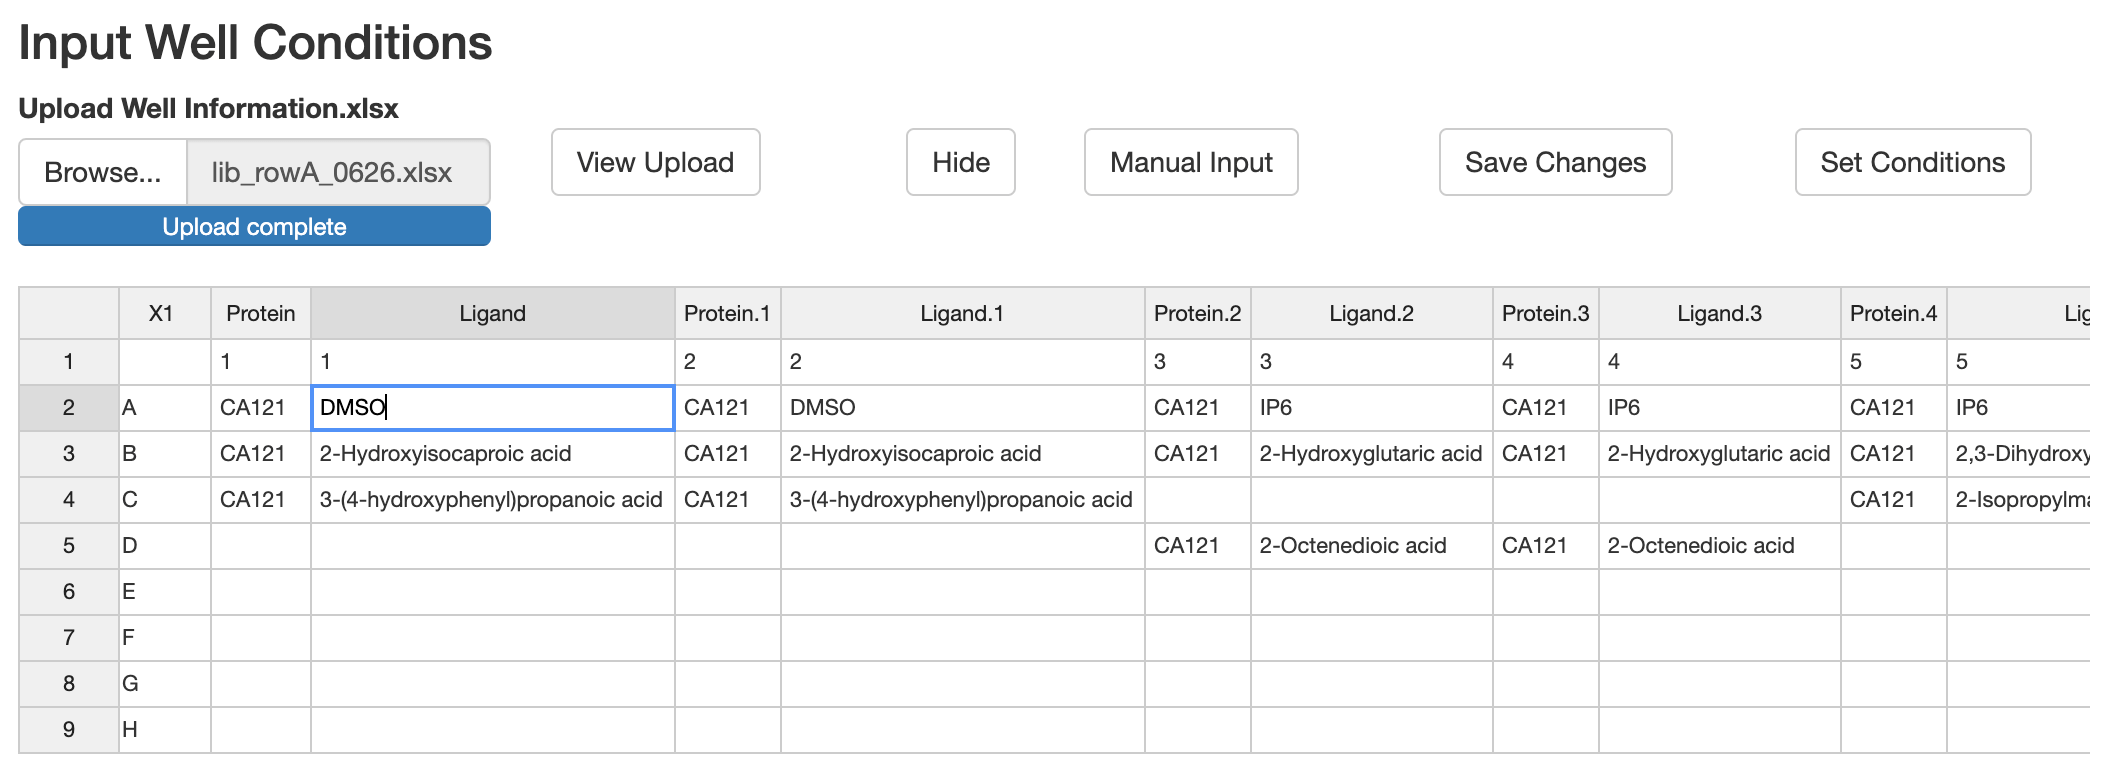 Input Well Conditions
Upload Well Information.xlsx
Browse... lib_rowA_0626.xlsx View Upload Hide Manual Input Save Changes Set Conditions
Upload complete
X1 Protein Ligand Protein.1 Ligand.1 Protein.2 Ligand.2 Protein.3 Ligand.3 Protein.4 Lig
1 1 1 2 2 3 3 4 4 5 5
2 A CA121 DMSO CA121 DMSO CA121 IP6 CA121 IP6 CA121 IP6
3 B CA121 2-Hydroxyisocaproic acid CA121 2-Hydroxyisocaproic acid CA121 2-Hydroxyglutaric acid CA121 2-Hydroxyglutaric acid CA121 2,3-Dihydroxy
4 C CA121 3-(4-hydroxyphenyl)propanoic acid CA121 3-(4-hydroxyphenyl)propanoic acid CA121 2-Isopropylma
5 D CA121 2-Octenedioic acid CA121 2-Octenedioic acid
6 E
7 F
8 G
9 H